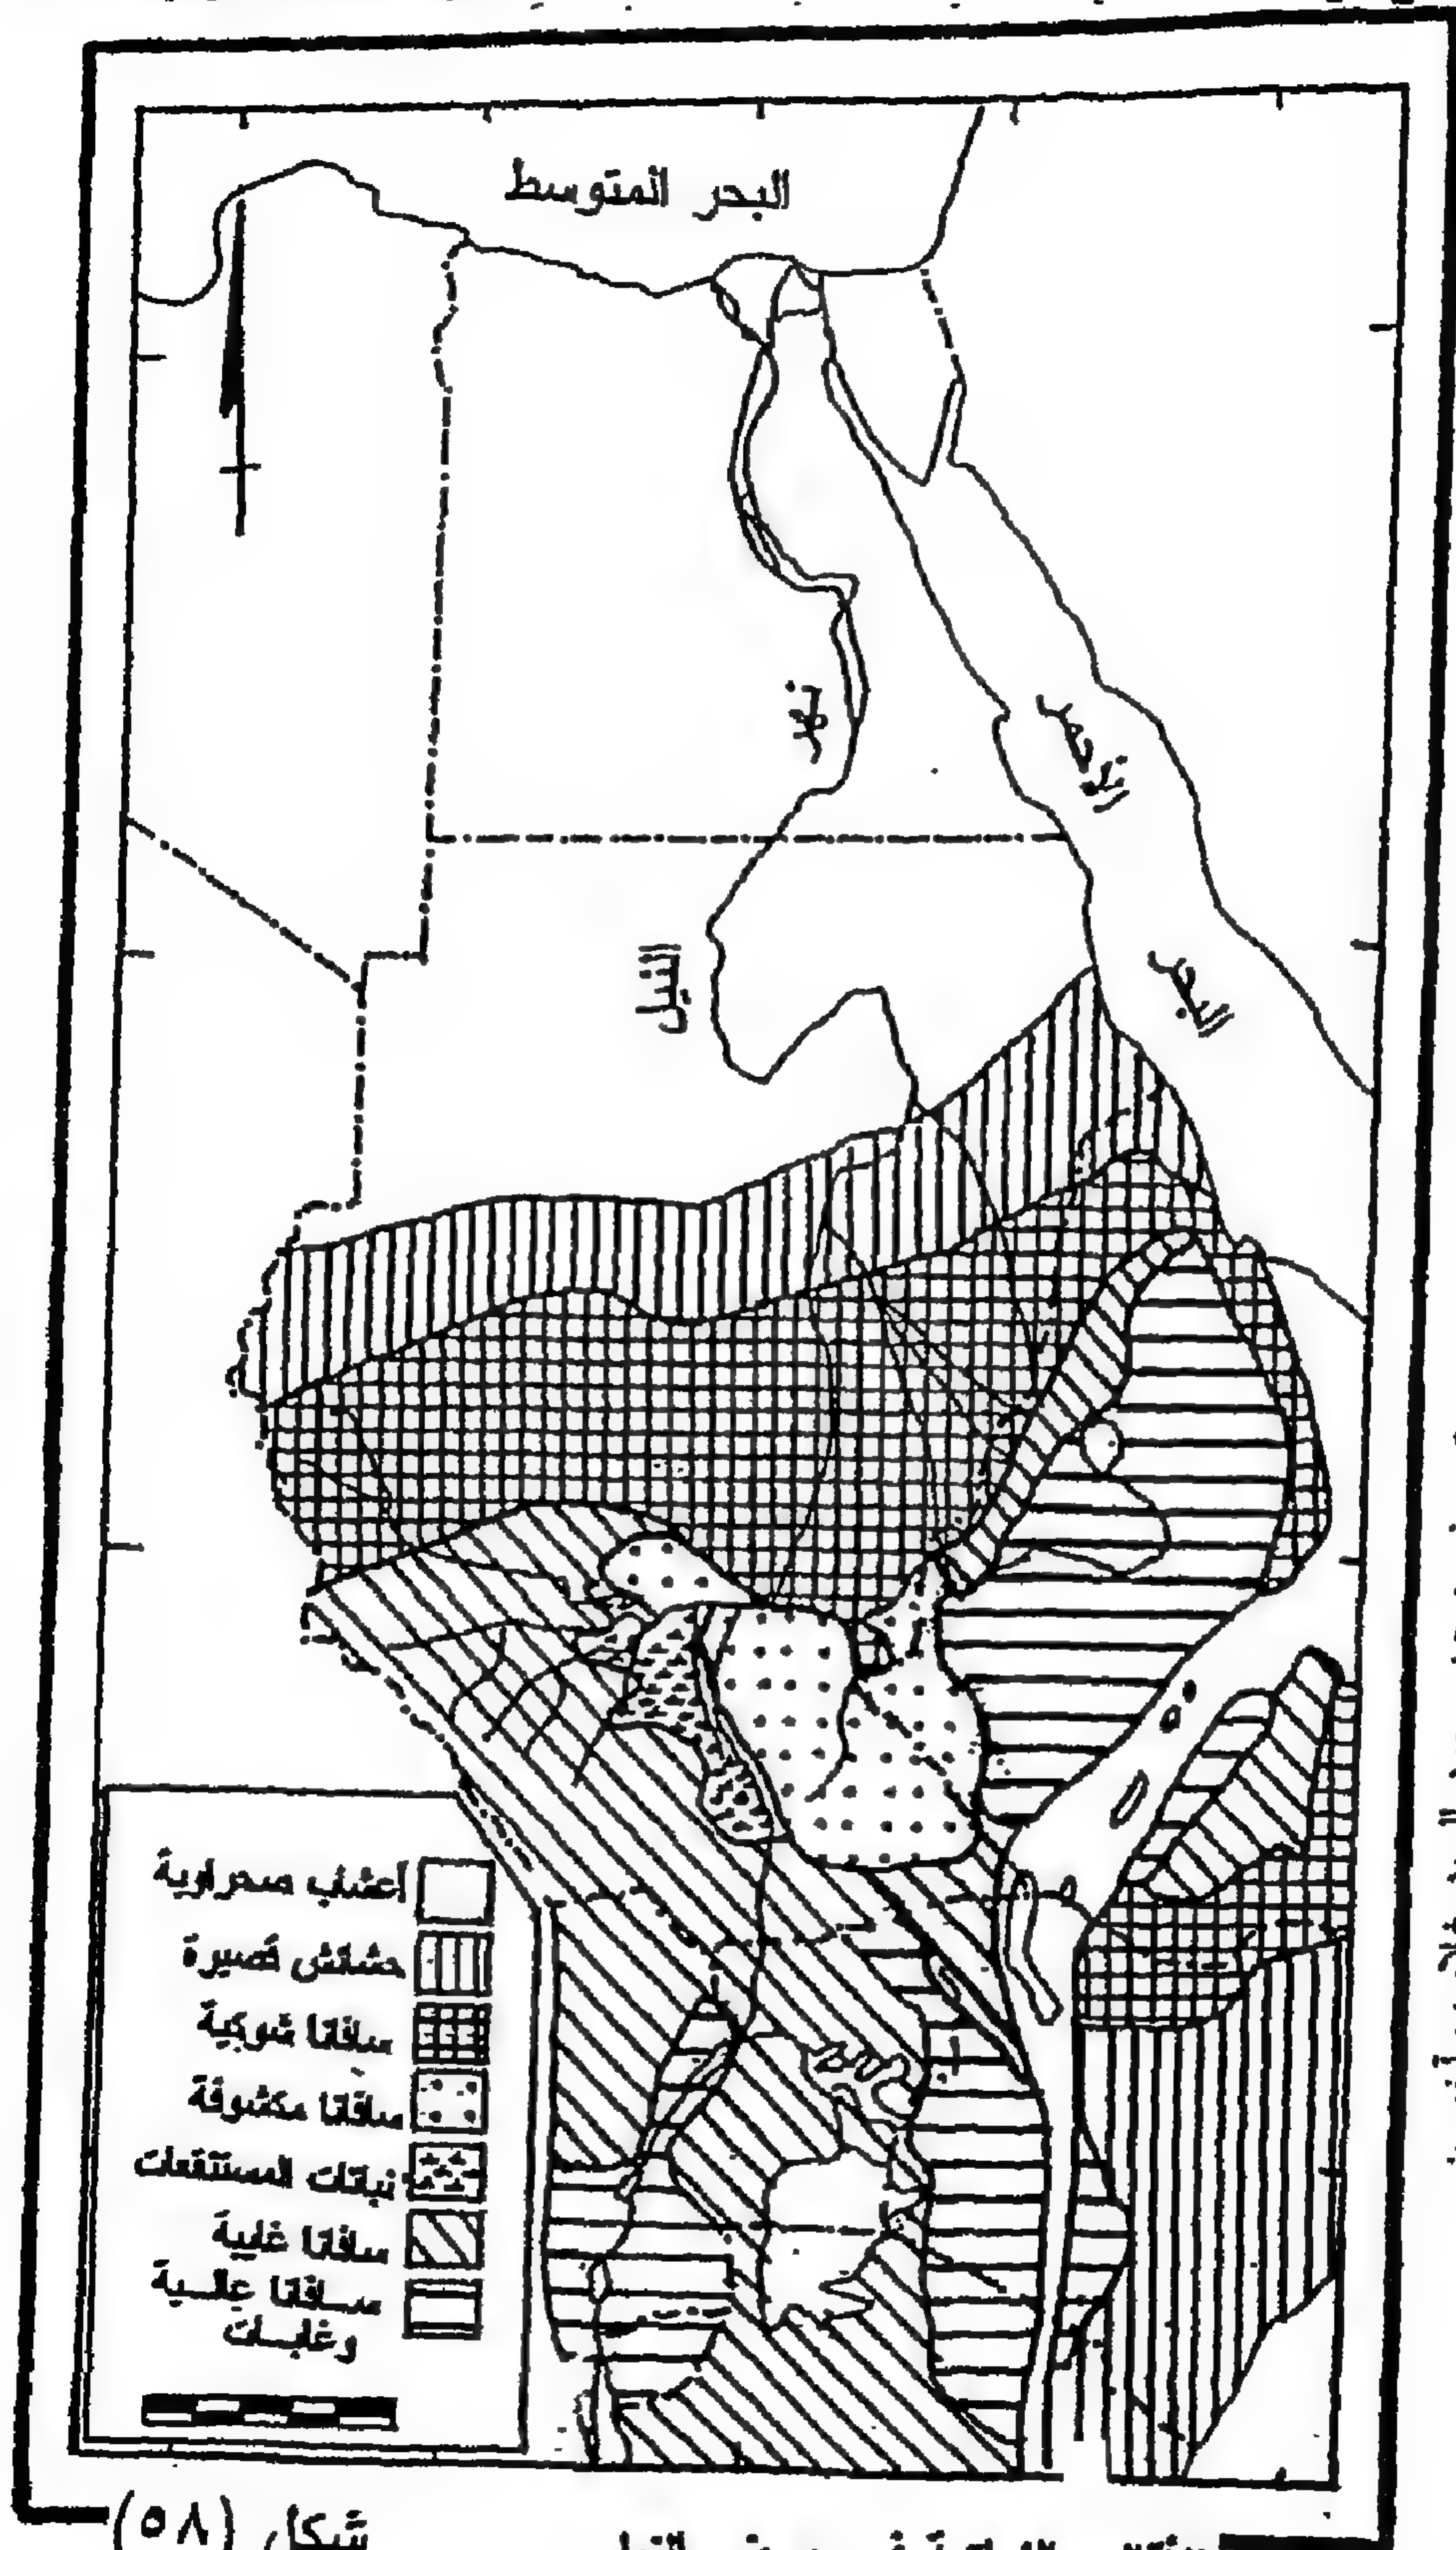 البحر المتوسط
نهر
النيل
البحر
الأحمر
أعشاب صحراوية
حشائش قصيرة
سافانا شوكية
سافانا مكشوفة
نباتات المستنقعات
سافانا غابية
سافانا عالية
وغابات
شكل (٥٨)